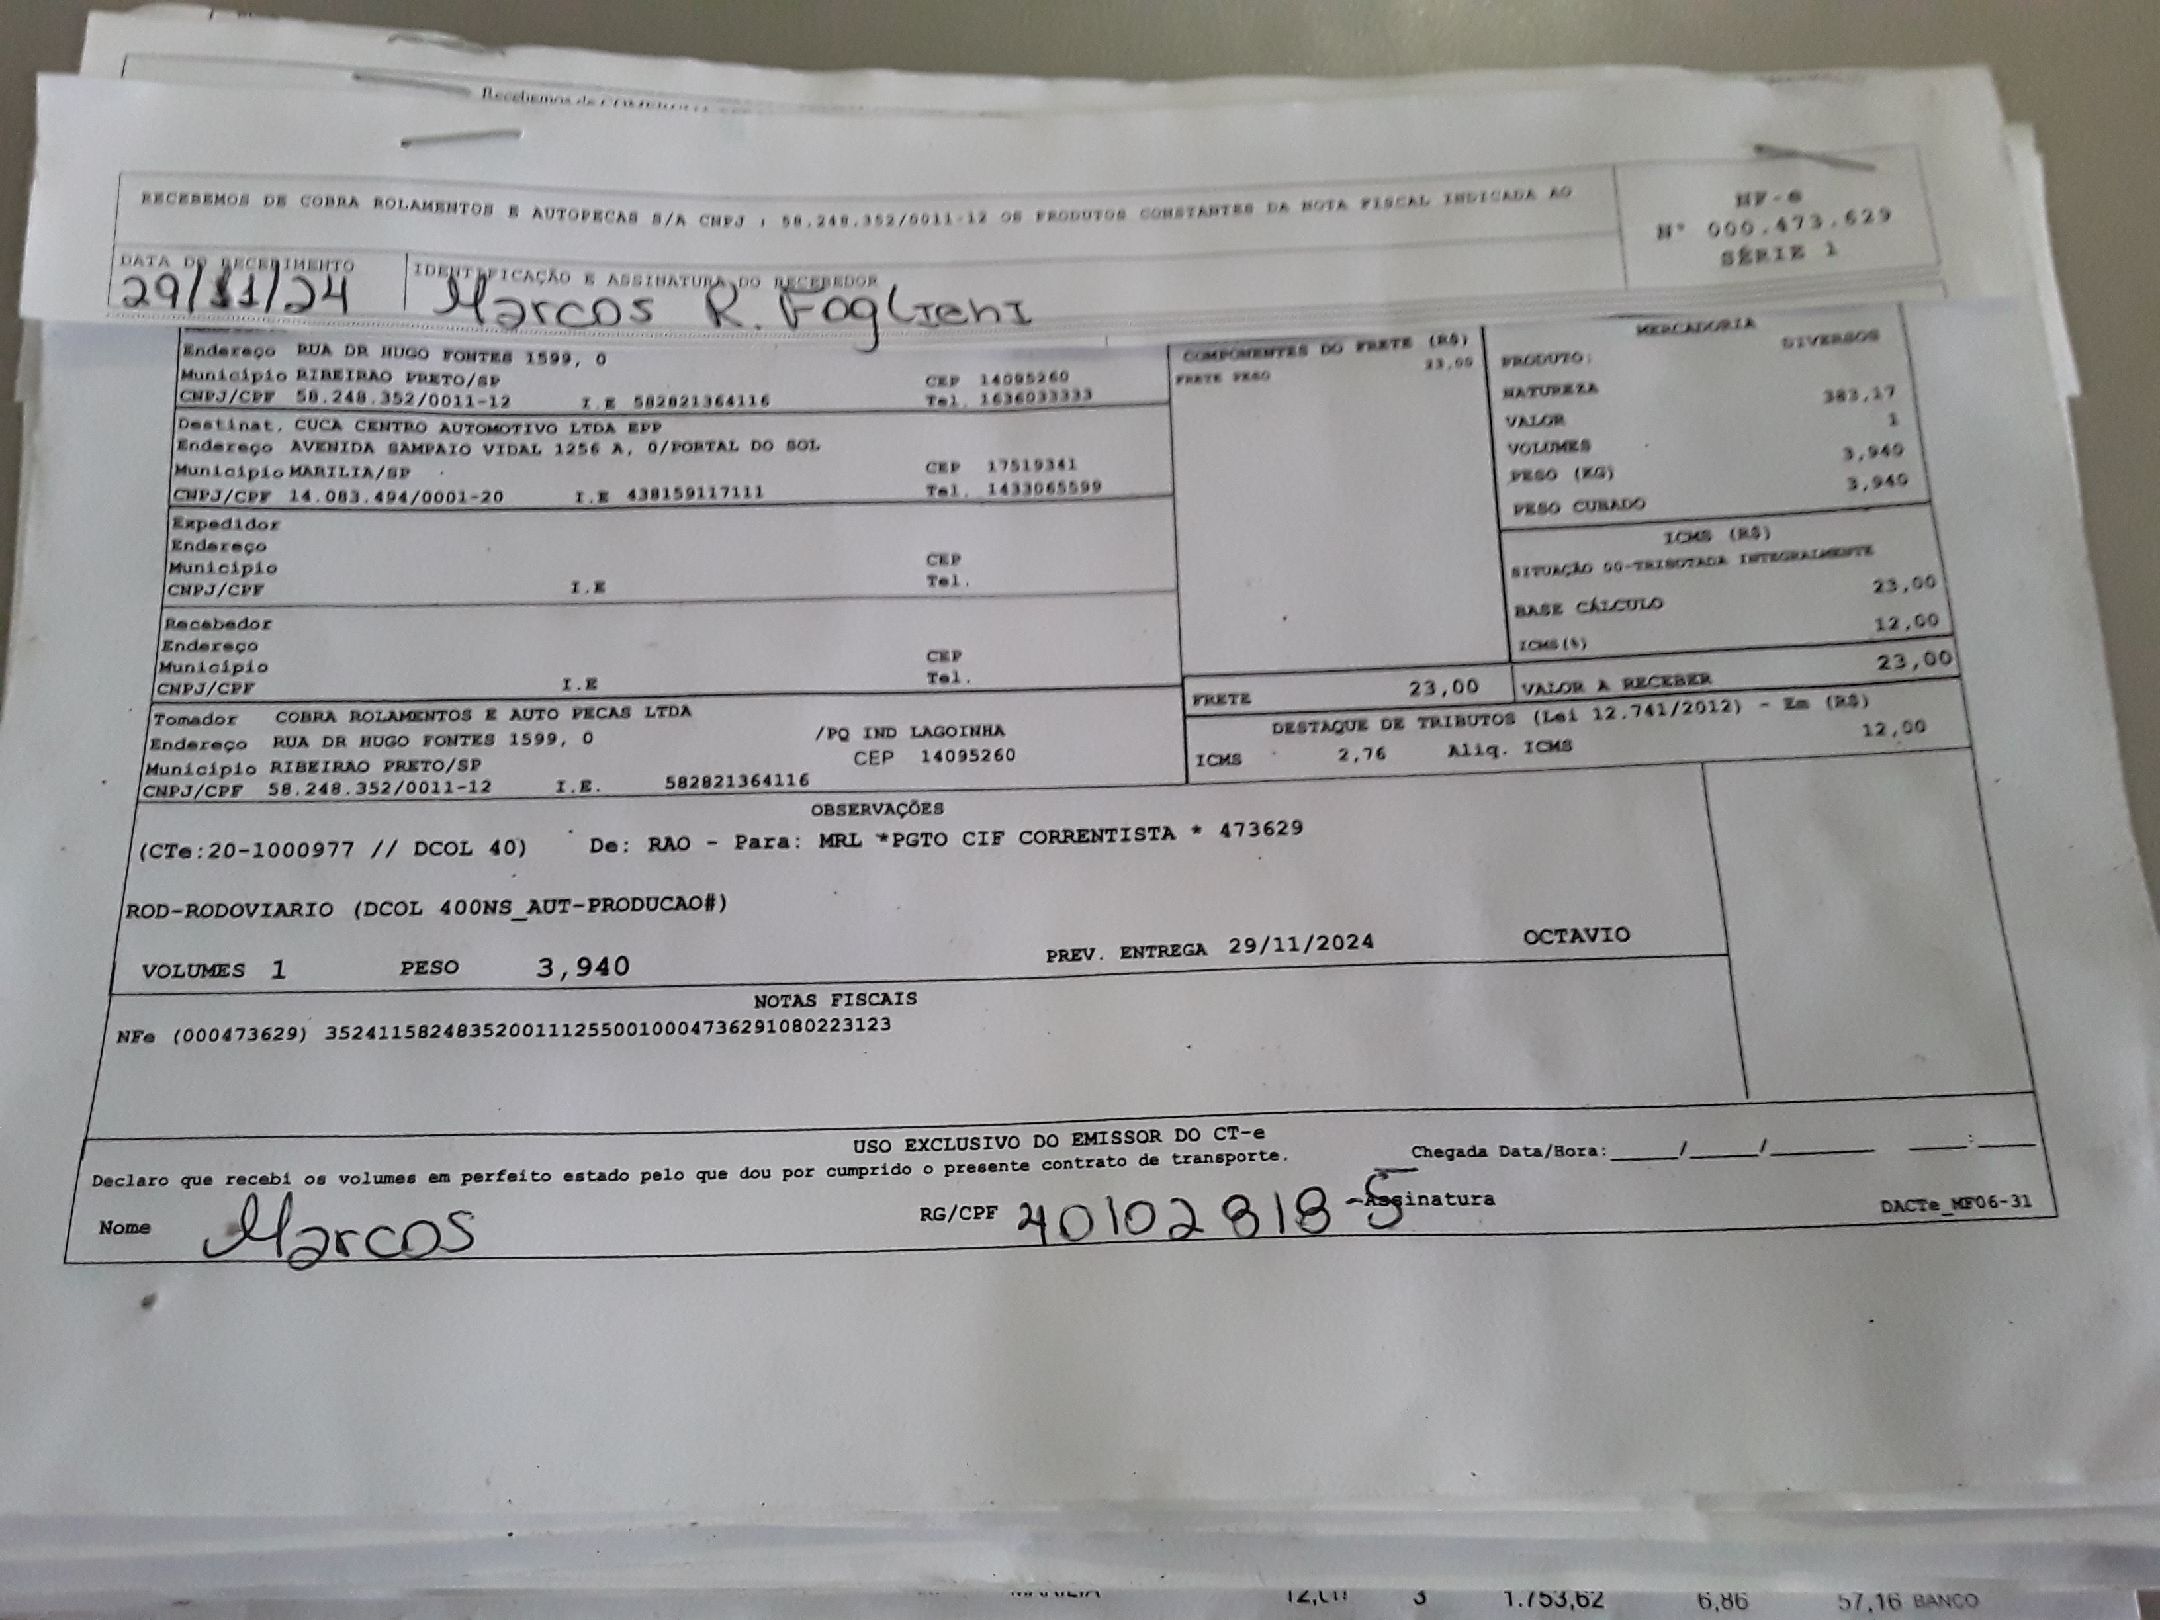 RECEBEMOS DE COBRA ROLAMENTOS E AUTOPECAS S/A CNPJ : 58.248.352/0011-12 OS PRODUTOS CONSTANTES DA NOTA FISCAL INDICADA AO
NF-e
Nº 000.473.629
SÉRIE 1
DATA DO RECEBIMENTO
IDENTIFICAÇÃO E ASSINATURA DO RECEBEDOR
29/11/24
Marcos R. Foglieni
Endereço RUA DR HUGO FONTES 1599, 0
Município RIBEIRAO PRETO/SP CEP 14095260
CNPJ/CPF 58.248.352/0011-12 I.E 582821364116 Tel. 1636033333
Destinat. CUCA CENTRO AUTOMOTIVO LTDA EPP
Endereço AVENIDA SAMPAIO VIDAL 1256 A, 0/PORTAL DO SOL
Município MARILIA/SP CEP 17519341
CNPJ/CPF 14.083.494/0001-20 I.E 438159117111 Tel. 1433065599
Expedidor
Endereço
Município CEP
CNPJ/CPF I.E Tel.
Recebedor
Endereço
Município CEP
CNPJ/CPF I.E Tel.
Tomador COBRA ROLAMENTOS E AUTO PECAS LTDA
Endereço RUA DR HUGO FONTES 1599, 0 /PQ IND LAGOINHA
Município RIBEIRAO PRETO/SP CEP 14095260
CNPJ/CPF 58.248.352/0011-12 I.E. 582821364116
COMPONENTES DO FRETE (R$)
FRETE PESO 23,00
MERCADORIA
PRODUTO: DIVERSOS
NATUREZA
VALOR 383,17
VOLUMES 1
PESO (KG) 3,940
PESO CUBADO 3,940
ICMS (R$)
SITUAÇÃO 00-TRIBUTADA INTEGRALMENTE
BASE CÁLCULO 23,00
ICMS(%) 12,00
FRETE 23,00 VALOR A RECEBER 23,00
DESTAQUE DE TRIBUTOS (Lei 12.741/2012) - Em (R$)
ICMS 2,76 Aliq. ICMS 12,00
OBSERVAÇÕES
(CTe:20-1000977 // DCOL 40) De: RAO - Para: MRL *PGTO CIF CORRENTISTA * 473629
ROD-RODOVIARIO (DCOL 400NS_AUT-PRODUCAO#)
VOLUMES 1 PESO 3,940 PREV. ENTREGA 29/11/2024 OCTAVIO
NOTAS FISCAIS
NFe (000473629) 35241158248352001112550010004736291080223123
USO EXCLUSIVO DO EMISSOR DO CT-e
Declaro que recebi os volumes em perfeito estado pelo que dou por cumprido o presente contrato de transporte. Chegada Data/Hora:_____/_____/_____ ____:____
Nome Marcos RG/CPF 40102818-5 Assinatura DACTe_MF06-31
3 1.753,62 6,86 57,16 BANCO